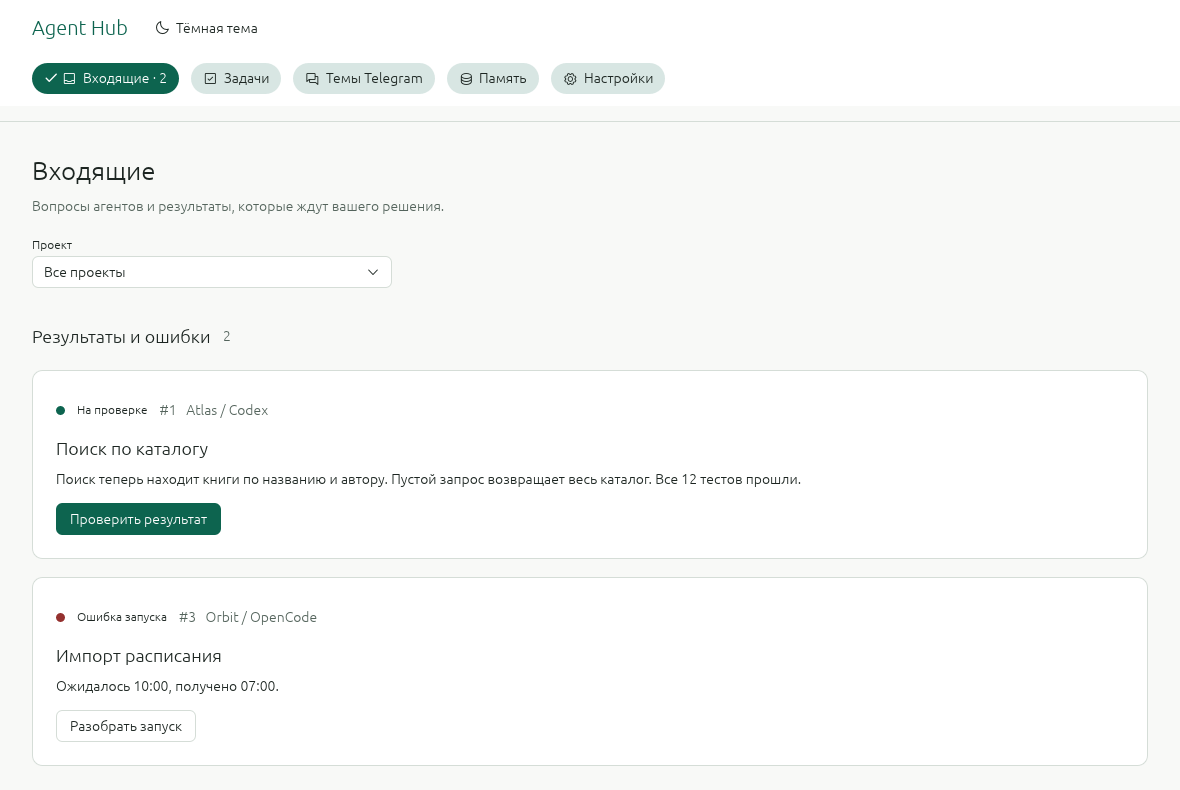 Agent Hub
Тёмная тема
Входящие · 2
Задачи
Темы Telegram
Память
Настройки
Входящие
Вопросы агентов и результаты, которые ждут вашего решения.
Проект
Все проекты
Результаты и ошибки 2
На проверке #1 Atlas / Codex
Поиск по каталогу
Поиск теперь находит книги по названию и автору. Пустой запрос возвращает весь каталог. Все 12 тестов прошли.
Проверить результат
Ошибка запуска #3 Orbit / OpenCode
Импорт расписания
Ожидалось 10:00, получено 07:00.
Разобрать запуск